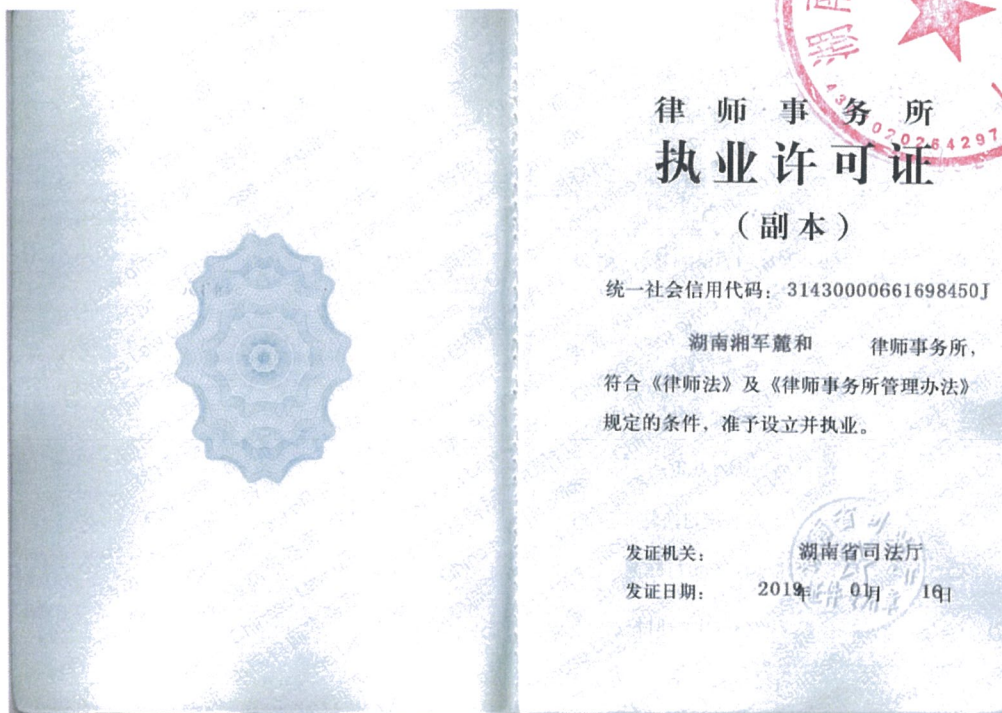 湖南
4302020264297
律师事务所
执业许可证
（副本）
统一社会信用代码：31430000661698450J
湖南湘军麓和 律师事务所，
符合《律师法》及《律师事务所管理办法》
规定的条件，准予设立并执业。
发证机关： 湖南省司法厅
发证日期： 2019年 01月 16日